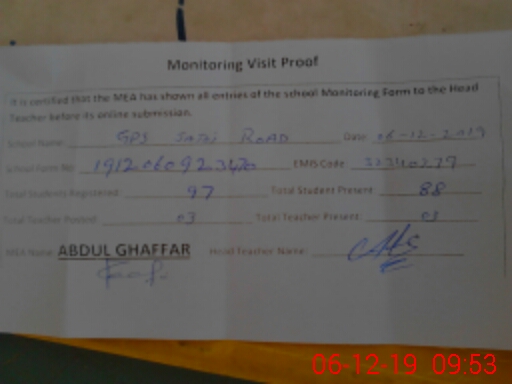 Monitoring Visit Proof
It is certified that the MEA has shown all entries of the school Monitoring Form to the Head
Teacher before its online submission.
School Name: GPS ROAD Date: 06-12-2019
School Form No: EMIS Code:
Total Students Registered: 97 Total Student Present: 88
Total Teacher Posted: 03 Total Teacher Present: 03
MEA Name: ABDUL GHAFFAR Head Teacher Name:
06-12-19 09:53